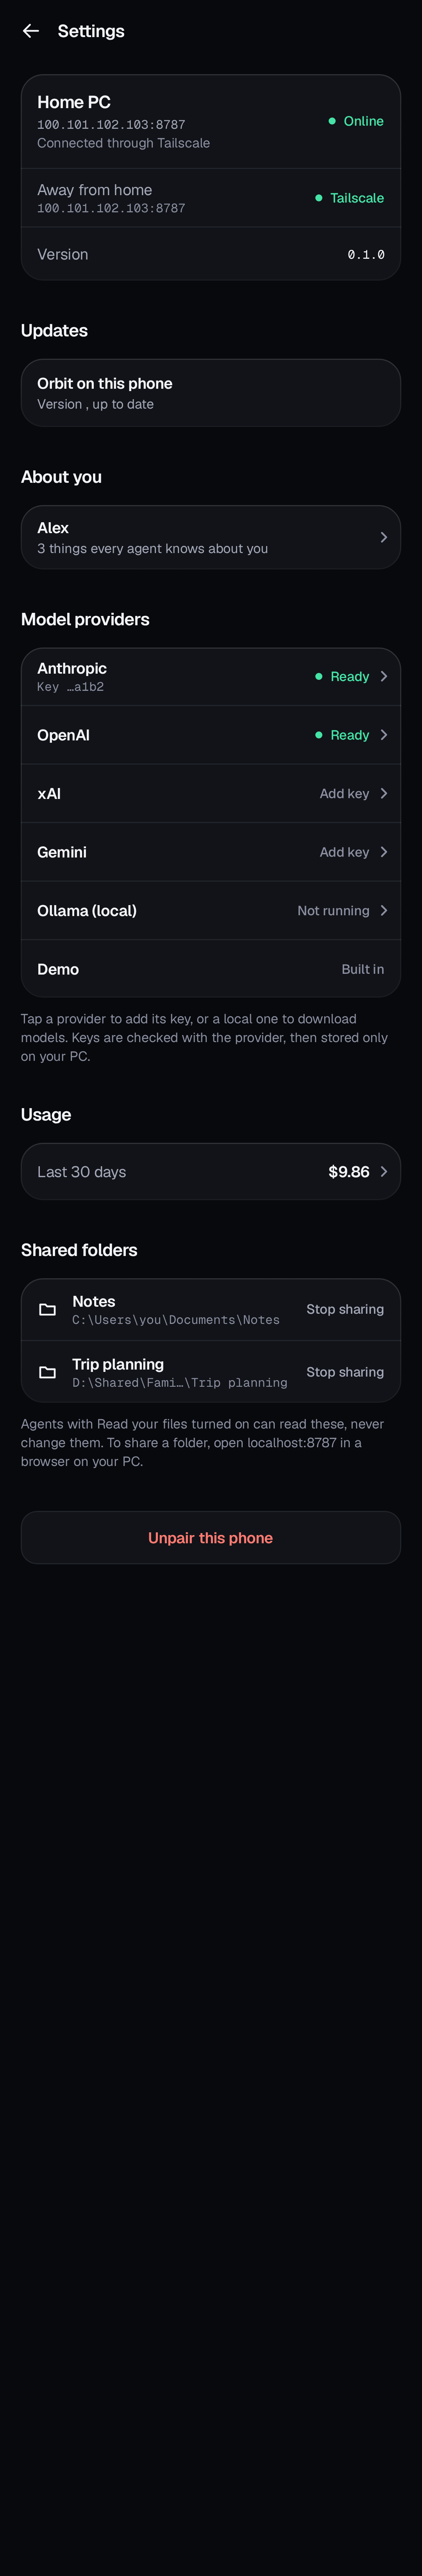 Settings
Home PC
100.101.102.103:8787
Connected through Tailscale
Online
Away from home
100.101.102.103:8787
Tailscale
Version
0.1.0
Updates
Orbit on this phone
Version , up to date
About you
Alex
3 things every agent knows about you
Model providers
Anthropic
Key …a1b2
Ready
OpenAI
Ready
xAI
Add key
Gemini
Add key
Ollama (local)
Not running
Demo
Built in
Tap a provider to add its key, or a local one to download
models. Keys are checked with the provider, then stored only
on your PC.
Usage
Last 30 days
$9.86
Shared folders
Notes
C:\Users\you\Documents\Notes
Stop sharing
Trip planning
D:\Shared\Fami…\Trip planning
Stop sharing
Agents with Read your files turned on can read these, never
change them. To share a folder, open localhost:8787 in a
browser on your PC.
Unpair this phone